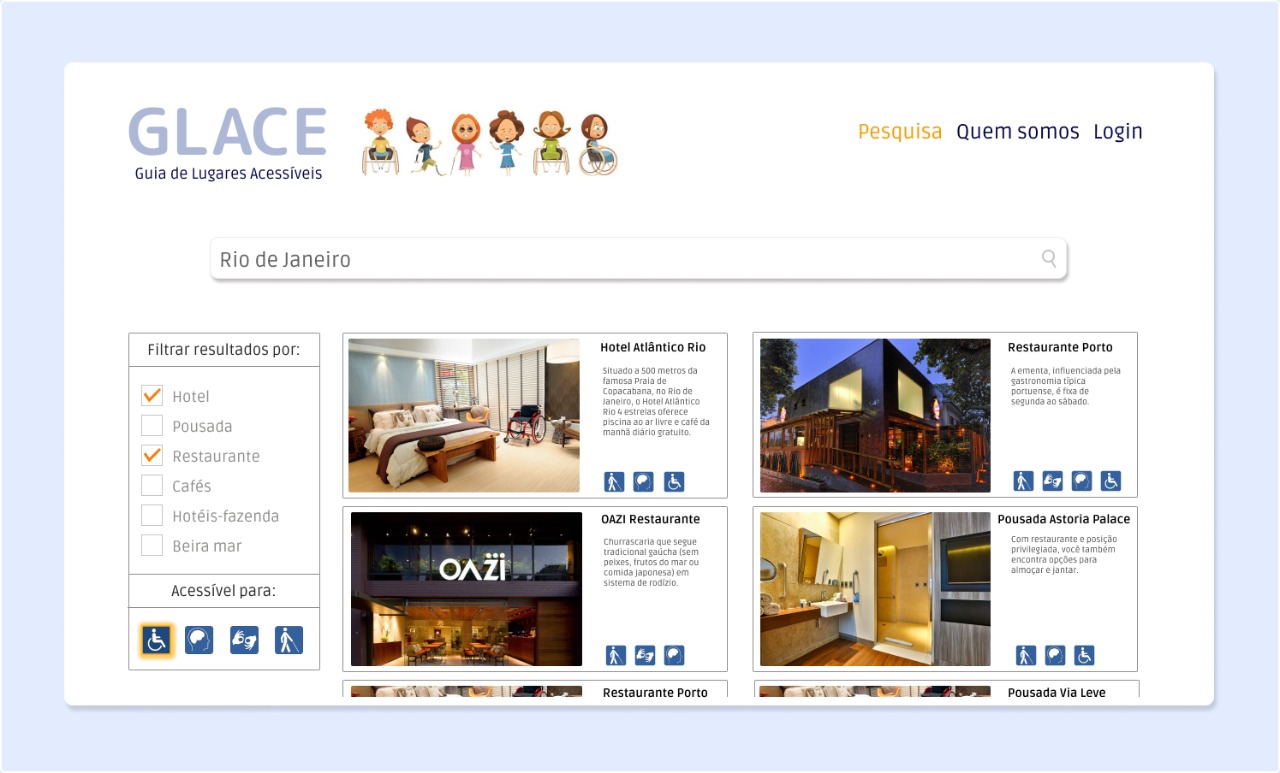 GLACE
Guia de Lugares Acessíveis
Pesquisa Quem somos Login
Rio de Janeiro
Filtrar resultados por:
Hotel
Pousada
Restaurante
Cafés
Hotéis-fazenda
Beira mar
Acessível para:
Hotel Atlântico Rio
Situado a 500 metros da
famosa Praia de
Copacabana, no Rio de
Janeiro, o Hotel Atlântico
Rio 4 estrelas oferece
piscina ao ar livre e café da
manhã diário gratuito.
Restaurante Porto
A ementa, influenciada pela
gastronomia típica
portuense, é fixa de
segunda ao sábado.
OAZI
OAZI Restaurante
Churrascaria que segue
tradicional gaúcha (sem
peixes, frutos do mar ou
comida japonesa) em
sistema de rodízio.
Pousada Astoria Palace
Com restaurante e posição
privilegiada, você também
encontra opções para
almoçar e jantar.
Restaurante Porto
Pousada Via Leve